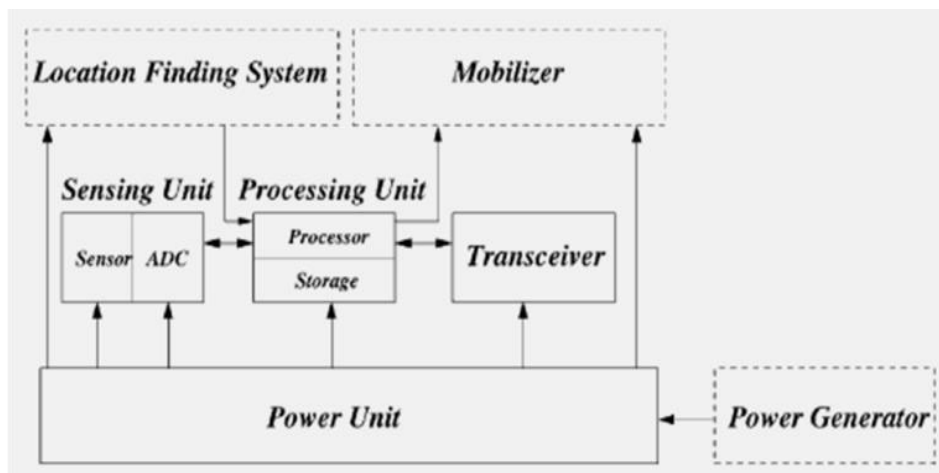 Location Finding System
Mobilizer
Sensing Unit
Processing Unit
Sensor
ADC
Processor
Storage
Transceiver
Power Unit
Power Generator